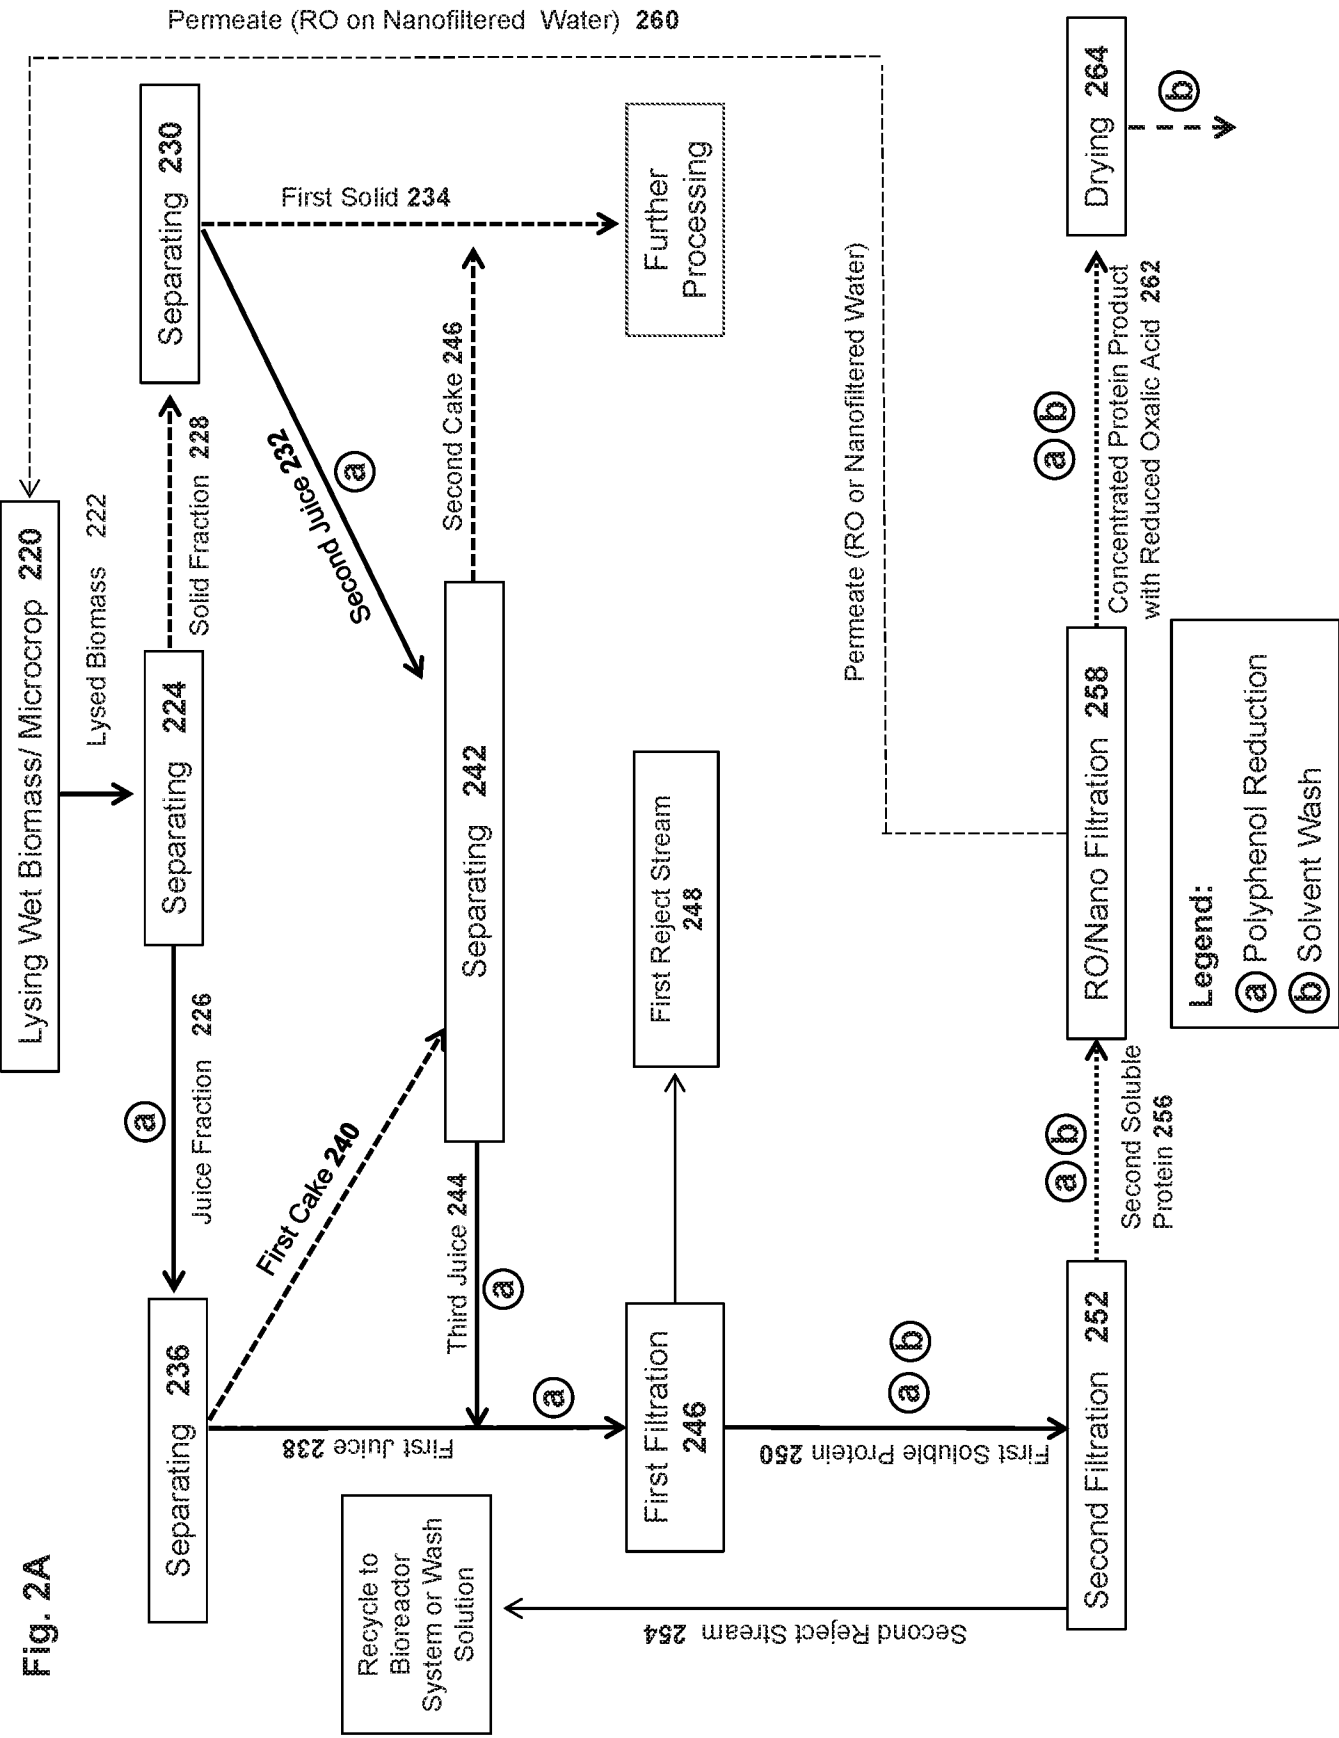 Fig. 2A
Lysing Wet Biomass/ Microcrop 220
Permeate (RO on Nanofiltered Water) 260
Lysed Biomass 222
Separating 236
a
Juice Fraction 226
Separating 224
Solid Fraction 228
Separating 230
First Cake 240
Second Juice 232
a
First Solid 234
First Juice 238
Third Juice 244
a
Separating 242
Second Cake 246
Recycle to
Bioreactor
System or Wash
Solution
a
First Filtration
246
First Reject Stream
248
Further
Processing
Second Reject Stream 254
First Soluble Protein 250
a b
Permeate (RO or Nanofiltered Water)
Second Filtration 252
a b
Second Soluble
Protein 256
RO/Nano Filtration 258
a b
Concentrated Protein Product
with Reduced Oxalic Acid 262
Drying 264
b
Legend:
a Polyphenol Reduction
b Solvent Wash